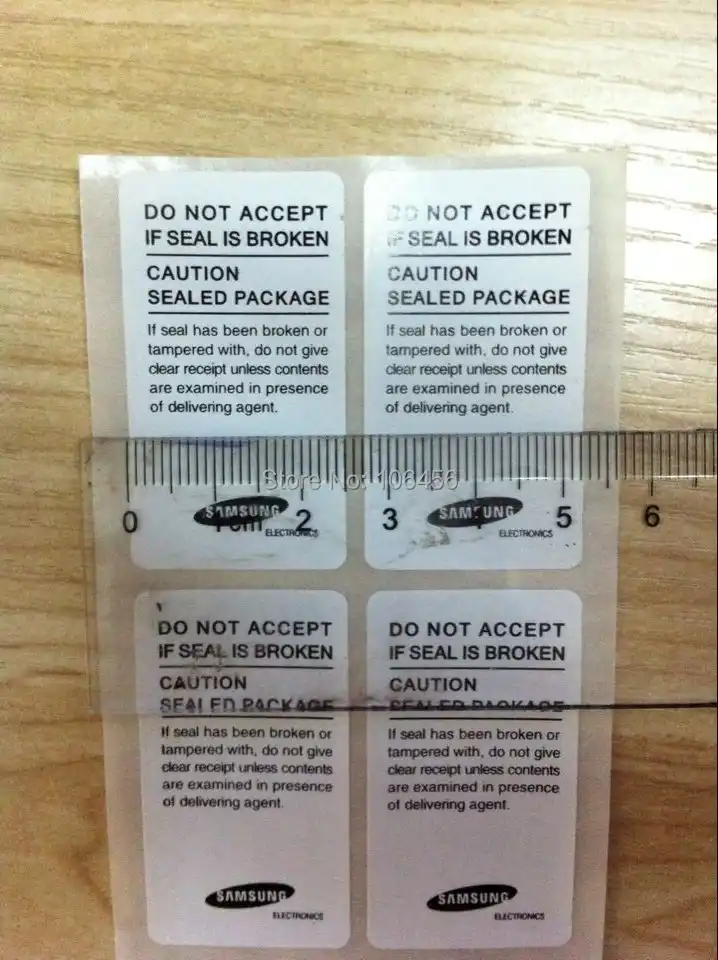 DO NOT ACCEPT
IF SEAL IS BROKEN
CAUTION
SEALED PACKAGE
If seal has been broken or
tampered with, do not give
clear receipt unless contents
are examined in presence
of delivering agent.
SAMSUNG
ELECTRONICS
DO NOT ACCEPT
IF SEAL IS BROKEN
CAUTION
SEALED PACKAGE
If seal has been broken or
tampered with, do not give
clear receipt unless contents
are examined in presence
of delivering agent.
SAMSUNG
ELECTRONICS
Store No: 106456
0 1cm 2 3 4 5 6
DO NOT ACCEPT
IF SEAL IS BROKEN
CAUTION
SEALED PACKAGE
If seal has been broken or
tampered with, do not give
clear receipt unless contents
are examined in presence
of delivering agent.
SAMSUNG
ELECTRONICS
DO NOT ACCEPT
IF SEAL IS BROKEN
CAUTION
SEALED PACKAGE
If seal has been broken or
tampered with, do not give
clear receipt unless contents
are examined in presence
of delivering agent.
SAMSUNG
ELECTRONICS